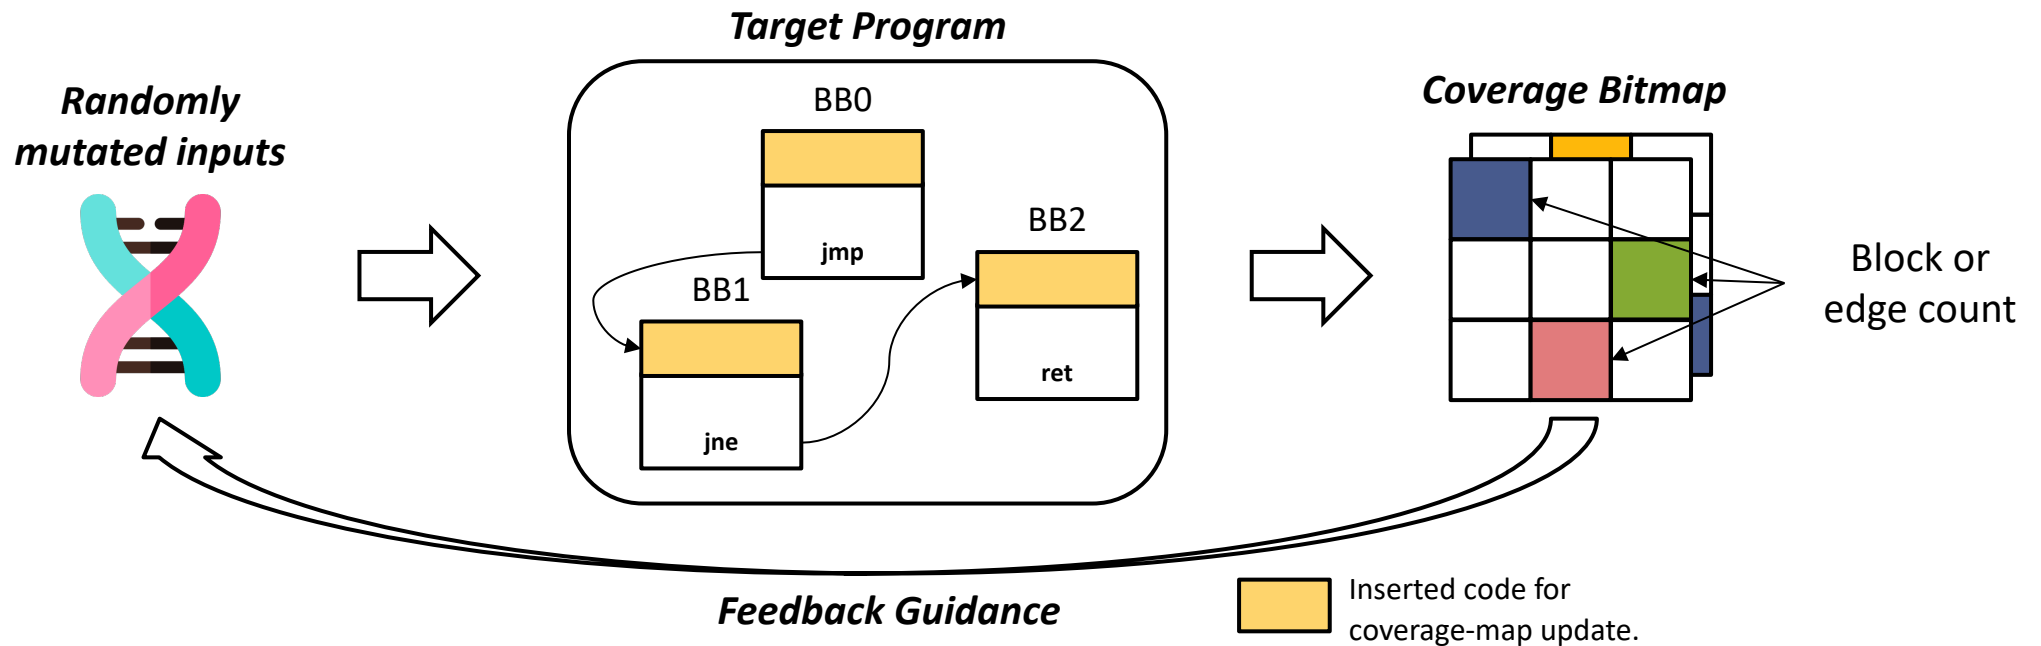 Target Program
Randomly
mutated inputs
BB0
jmp
BB1
jne
BB2
ret
Coverage Bitmap
Block or
edge count
Feedback Guidance
Inserted code for
coverage-map update.